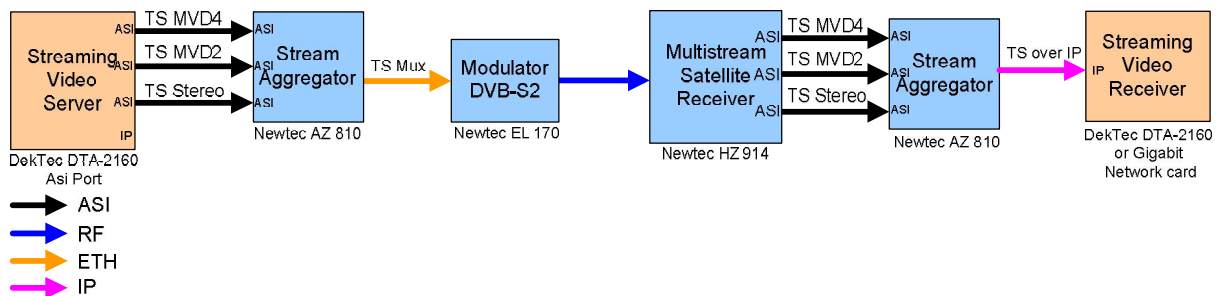 Streaming
Video
Server
ASI
ASI
ASI
IP
DekTec DTA-2160
Asi Port
TS MVD4
TS MVD2
TS Stereo
ASI
ASI
ASI
Stream
Aggregator
Newtec AZ 810
TS Mux
Modulator
DVB-S2
Newtec EL 170
Multistream
Satellite
Receiver
ASI
ASI
ASI
Newtec HZ 914
TS MVD4
TS MVD2
TS Stereo
ASI
ASI
ASI
Stream
Aggregator
Newtec AZ 810
TS over IP
IP
Streaming
Video
Receiver
DekTec DTA-2160
or Gigabit
Network card
ASI
RF
ETH
IP